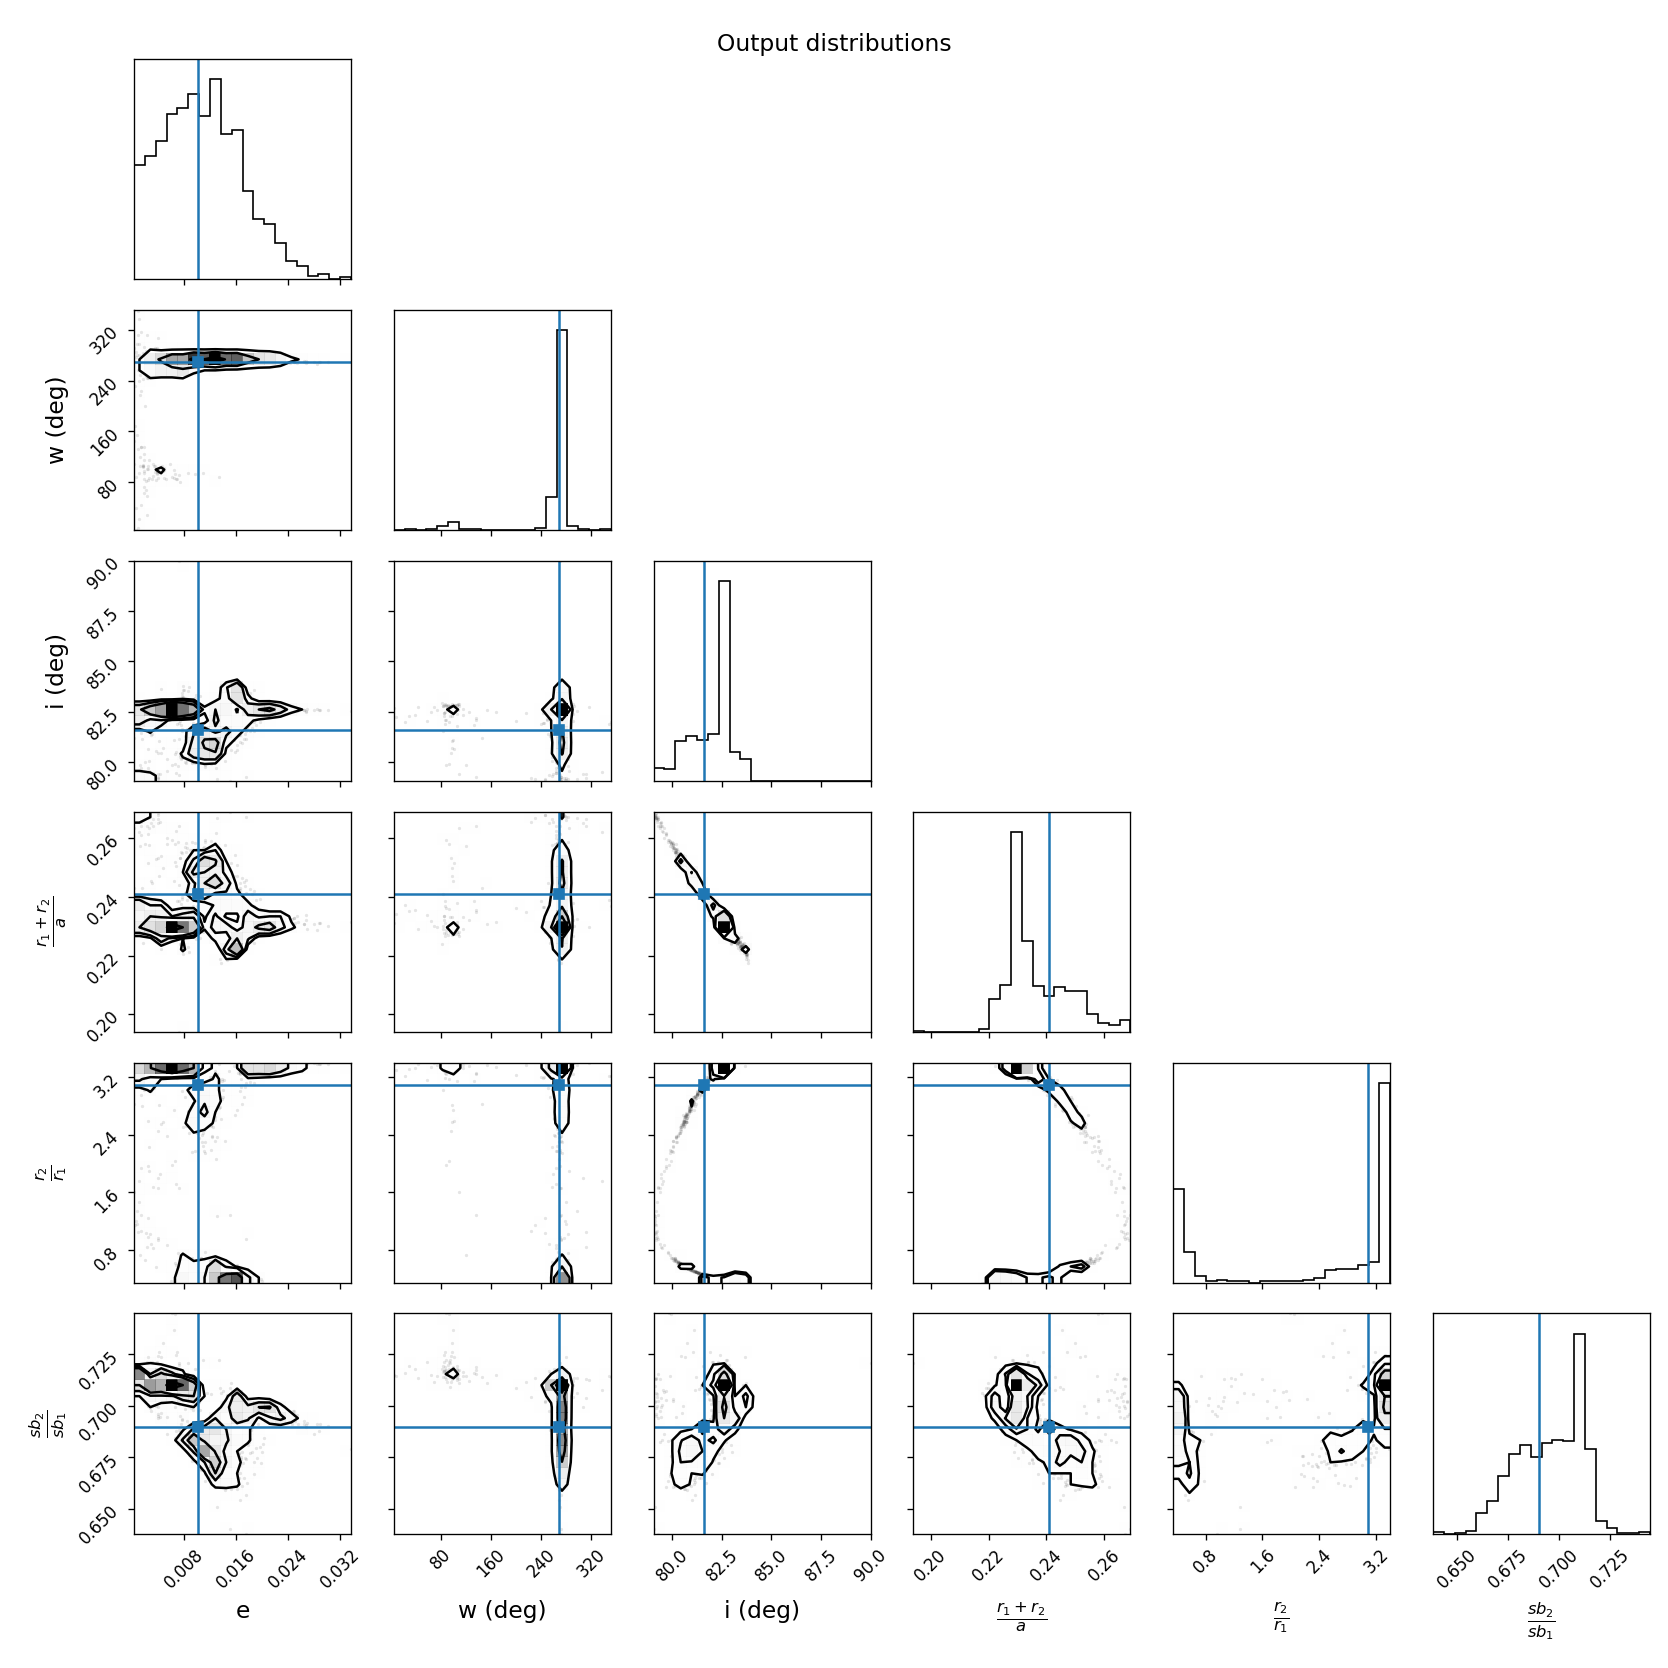 Output distributions
w (deg)
320
240
160
80
i (deg)
90.0
87.5
85.0
82.5
80.0
r₁ + r₂
a
0.26
0.24
0.22
0.20
r₂
r₁
3.2
2.4
1.6
0.8
sb₂
sb₁
0.725
0.700
0.675
0.650
0.008 0.016 0.024 0.032 80 160 240 320 80.0 82.5 85.0 87.5 90.0 0.20 0.22 0.24 0.26 0.8 1.6 2.4 3.2 0.650 0.675 0.700 0.725
e w (deg) i (deg) r₁ + r₂ r₂ sb₂
a r₁ sb₁